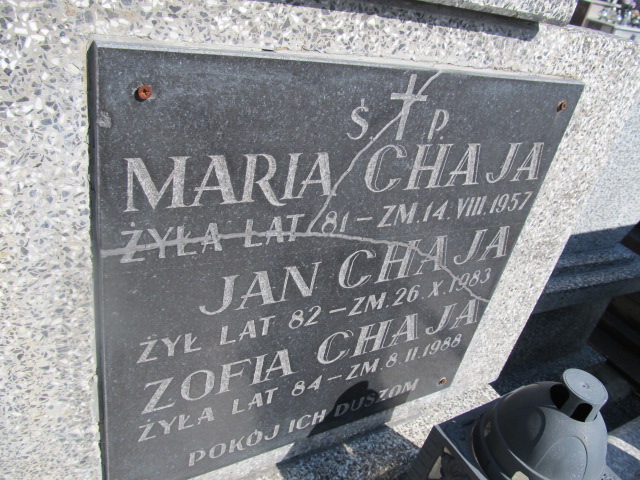 Ś † P.
MARIA CHAJA
ŻYŁA LAT 81 – ZM. 14. VIII. 1957
JAN CHAJA
ŻYŁ LAT 82 – ZM. 26. X. 1983
ZOFIA CHAJA
ŻYŁA LAT 84 – ZM. 8. II. 1988
POKÓJ ICH DUSZOM